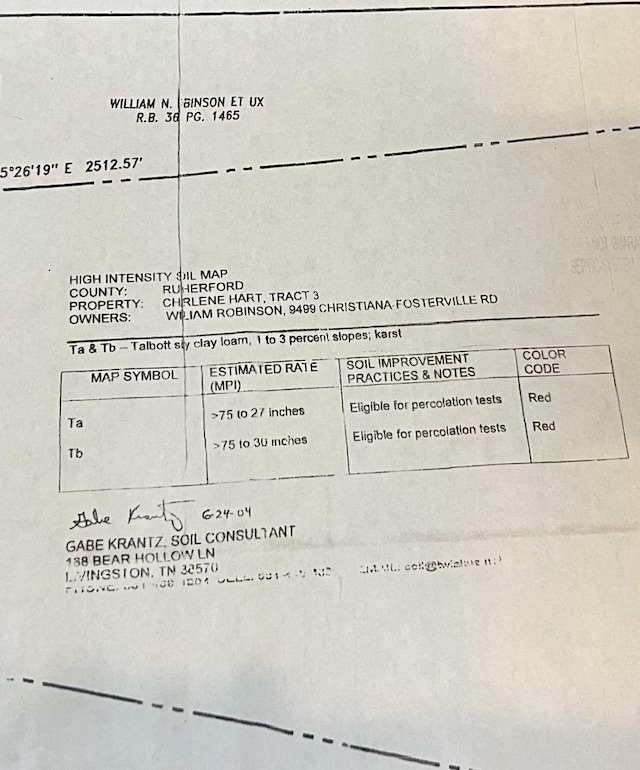 WILLIAM N. BINSON ET UX
R.B. 36 PG. 1465
5°26'19" E 2512.57'
HIGH INTENSITY SIL MAP
COUNTY: RUHERFORD
PROPERTY: CHRLENE HART, TRACT 3
OWNERS: WLIAM ROBINSON, 9499 CHRISTIANA-FOSTERVILLE RD
Ta & Tb – Talbott sty clay loam, 1 to 3 percent slopes; karst
MAP SYMBOL ESTIMATED RATE (MPI) SOIL IMPROVEMENT PRACTICES & NOTES COLOR CODE
Ta >75 to 27 inches Eligible for percolation tests Red
Tb >75 to 30 inches Eligible for percolation tests Red
Gabe Krantz 6-24-04
GABE KRANTZ, SOIL CONSULTANT
188 BEAR HOLLOW LN
LIVINGSTON, TN 38570